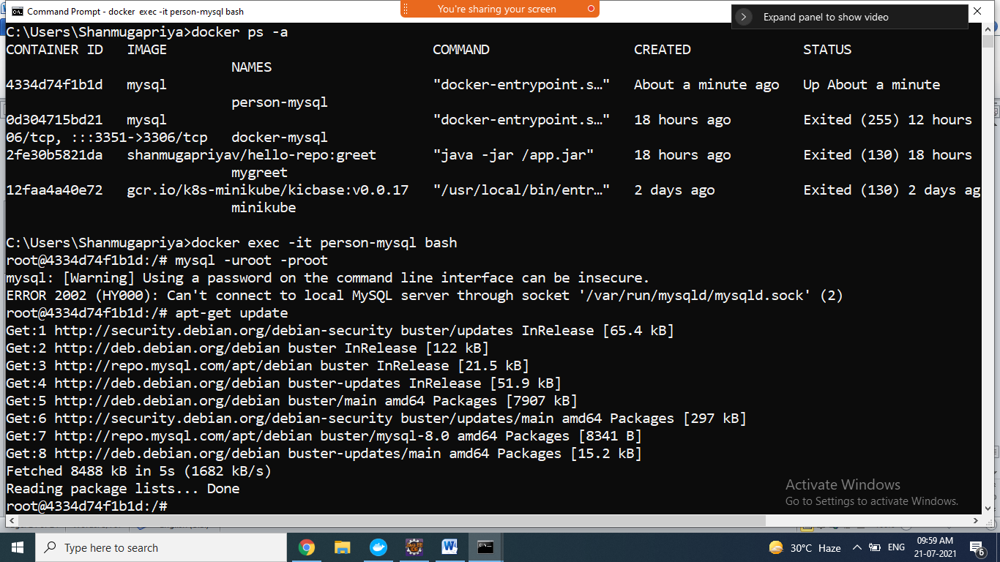 Command Prompt - docker exec -it person-mysql bash
You're sharing your screen
Expand panel to show video
C:\Users\Shanmugapriya>docker ps -a
CONTAINER ID IMAGE COMMAND CREATED STATUS
NAMES
4334d74f1b1d mysql "docker-entrypoint.s…" About a minute ago Up About a minute
person-mysql
0d304715bd21 mysql "docker-entrypoint.s…" 18 hours ago Exited (255) 12 hours
06/tcp, :::3351->3306/tcp docker-mysql
2fe30b5821da shanmugapriyav/hello-repo:greet "java -jar /app.jar" 18 hours ago Exited (130) 18 hours
mygreet
12faa4a40e72 gcr.io/k8s-minikube/kicbase:v0.0.17 "/usr/local/bin/entr…" 2 days ago Exited (130) 2 days ag
minikube
C:\Users\Shanmugapriya>docker exec -it person-mysql bash
root@4334d74f1b1d:/# mysql -uroot -proot
mysql: [Warning] Using a password on the command line interface can be insecure.
ERROR 2002 (HY000): Can't connect to local MySQL server through socket '/var/run/mysqld/mysqld.sock' (2)
root@4334d74f1b1d:/# apt-get update
Get:1 http://security.debian.org/debian-security buster/updates InRelease [65.4 kB]
Get:2 http://deb.debian.org/debian buster InRelease [122 kB]
Get:3 http://repo.mysql.com/apt/debian buster InRelease [21.5 kB]
Get:4 http://deb.debian.org/debian buster-updates InRelease [51.9 kB]
Get:5 http://deb.debian.org/debian buster/main amd64 Packages [7907 kB]
Get:6 http://security.debian.org/debian-security buster/updates/main amd64 Packages [297 kB]
Get:7 http://repo.mysql.com/apt/debian buster/mysql-8.0 amd64 Packages [8341 B]
Get:8 http://deb.debian.org/debian buster-updates/main amd64 Packages [15.2 kB]
Fetched 8488 kB in 5s (1682 kB/s)
Reading package lists... Done
root@4334d74f1b1d:/#
Activate Windows
Go to Settings to activate Windows.
Type here to search
30°C Haze
ENG
09:59 AM
21-07-2021
6